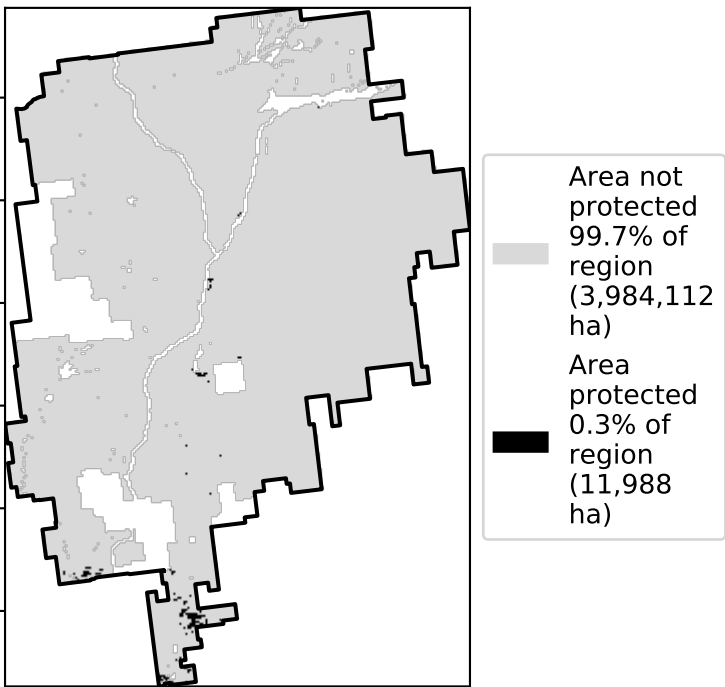 Area not
protected
99.7% of
region
(3,984,112
ha)
Area
protected
0.3% of
region
(11,988
ha)